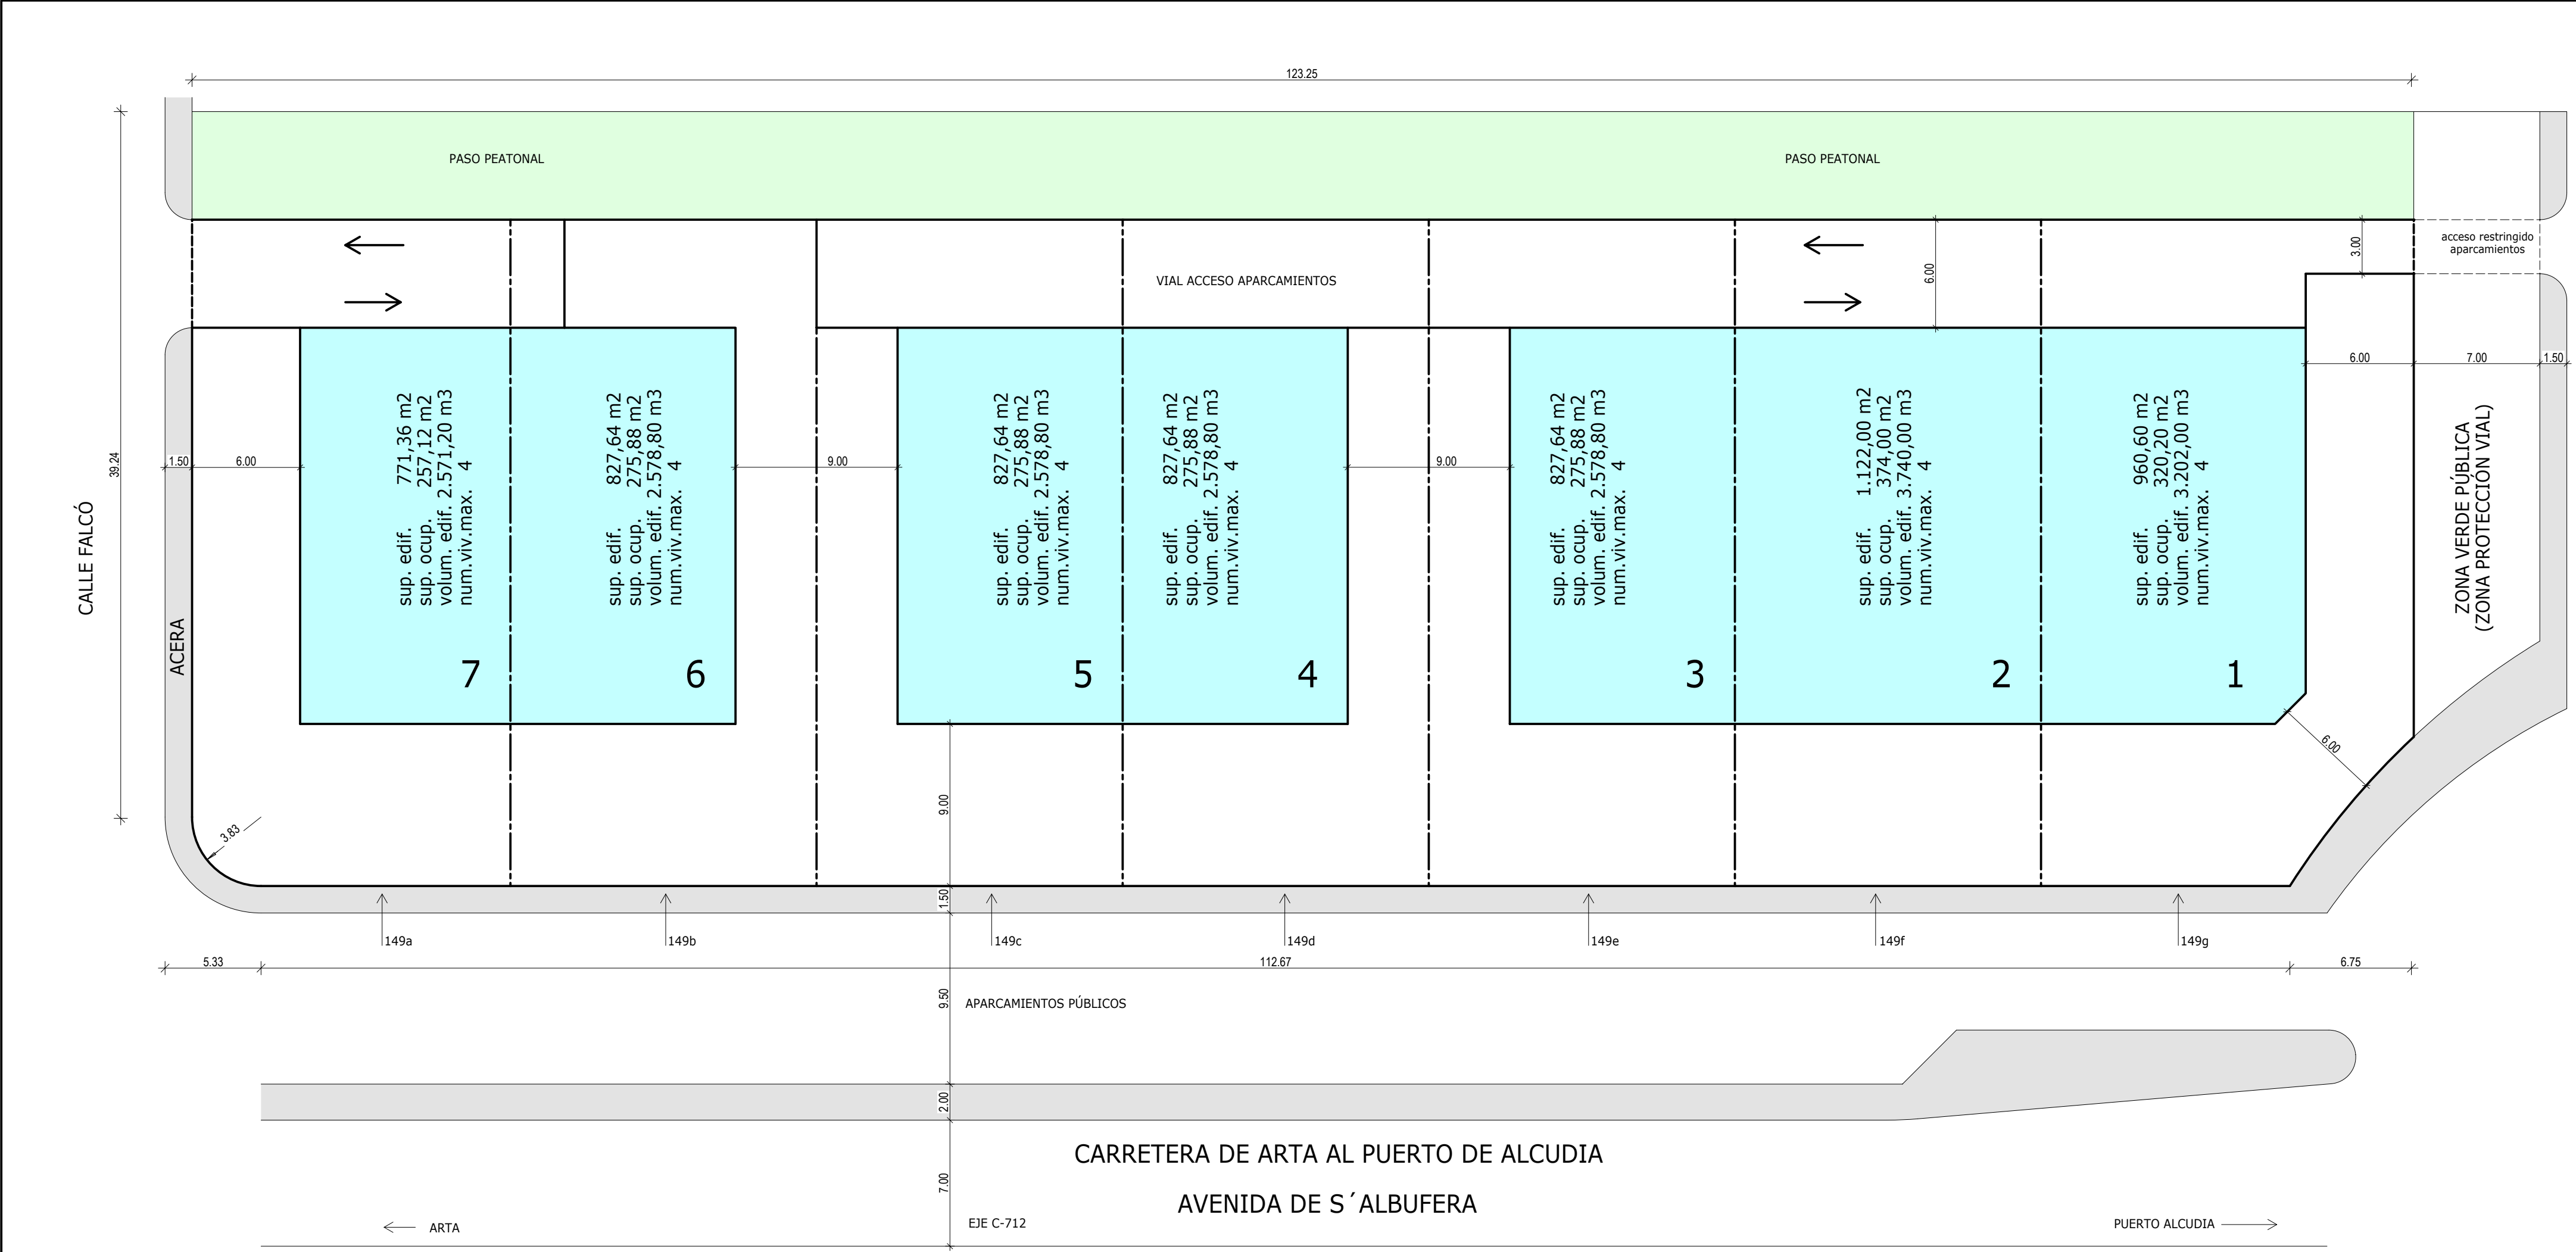 123.25
PASO PEATONAL
PASO PEATONAL
acceso restringido
aparcamientos
3.00
6.00
VIAL ACCESO APARCAMIENTOS
39.24
CALLE FALCÓ
ACERA
1.50
6.00
9.00
9.00
6.00
7.00
1.50
sup. edif. 771,36 m2
sup. ocup. 257,12 m2
volum. edif. 2.571,20 m3
num.viv.max. 4
7
sup. edif. 827,64 m2
sup. ocup. 275,88 m2
volum. edif. 2.578,80 m3
num.viv.max. 4
6
sup. edif. 827,64 m2
sup. ocup. 275,88 m2
volum. edif. 2.578,80 m3
num.viv.max. 4
5
sup. edif. 827,64 m2
sup. ocup. 275,88 m2
volum. edif. 2.578,80 m3
num.viv.max. 4
4
sup. edif. 827,64 m2
sup. ocup. 275,88 m2
volum. edif. 2.578,80 m3
num.viv.max. 4
3
sup. edif. 1.122,00 m2
sup. ocup. 374,00 m2
volum. edif. 3.740,00 m3
num.viv.max. 4
2
sup. edif. 960,60 m2
sup. ocup. 320,20 m2
volum. edif. 3.202,00 m3
num.viv.max. 4
1
ZONA VERDE PÚBLICA
(ZONA PROTECCIÓN VIAL)
6.00
3.83
9.00
1.50
149a
149b
149c
149d
149e
149f
149g
5.33
112.67
6.75
9.50
APARCAMIENTOS PÚBLICOS
2.00
CARRETERA DE ARTA AL PUERTO DE ALCUDIA
7.00
AVENIDA DE S´ALBUFERA
ARTA
EJE C-712
PUERTO ALCUDIA